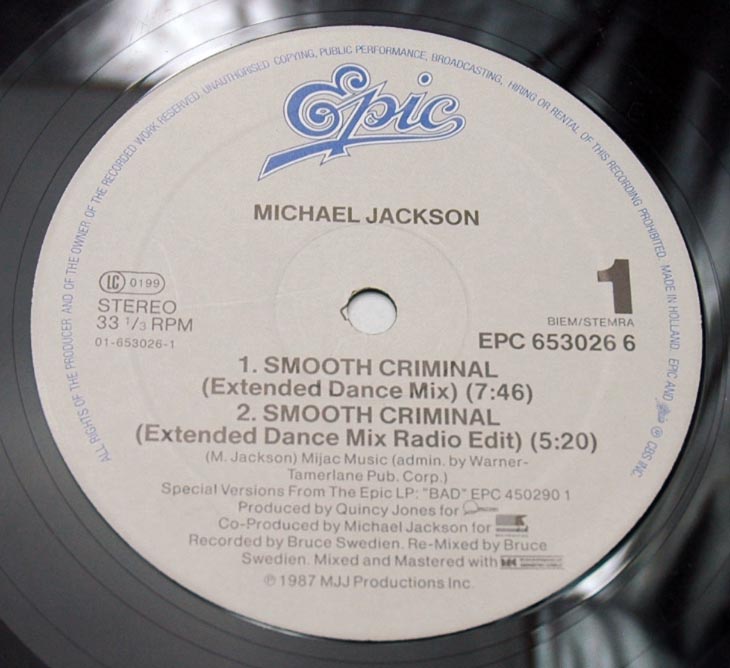 ALL RIGHTS OF THE PRODUCER AND OF THE OWNER OF THE RECORDED WORK RESERVED. UNAUTHORISED COPYING, PUBLIC PERFORMANCE, BROADCASTING, HIRING OR RENTAL OF THIS RECORDING PROHIBITED. MADE IN HOLLAND. EPIC AND Epic ® CBS INC.
Epic
MICHAEL JACKSON
LC 0199
STEREO
33 1/3 RPM
01-653026-1
1
BIEM/STEMRA
EPC 653026 6
1. SMOOTH CRIMINAL
(Extended Dance Mix) (7:46)
2. SMOOTH CRIMINAL
(Extended Dance Mix Radio Edit) (5:20)
(M. Jackson) Mijac Music (admin. by Warner-
Tamerlane Pub. Corp.)
Special Versions From The Epic LP: "BAD" EPC 450290 1
Produced by Quincy Jones for
Co-Produced by Michael Jackson for
Recorded by Bruce Swedien. Re-Mixed by Bruce
Swedien. Mixed and Mastered with
℗ 1987 MJJ Productions Inc.